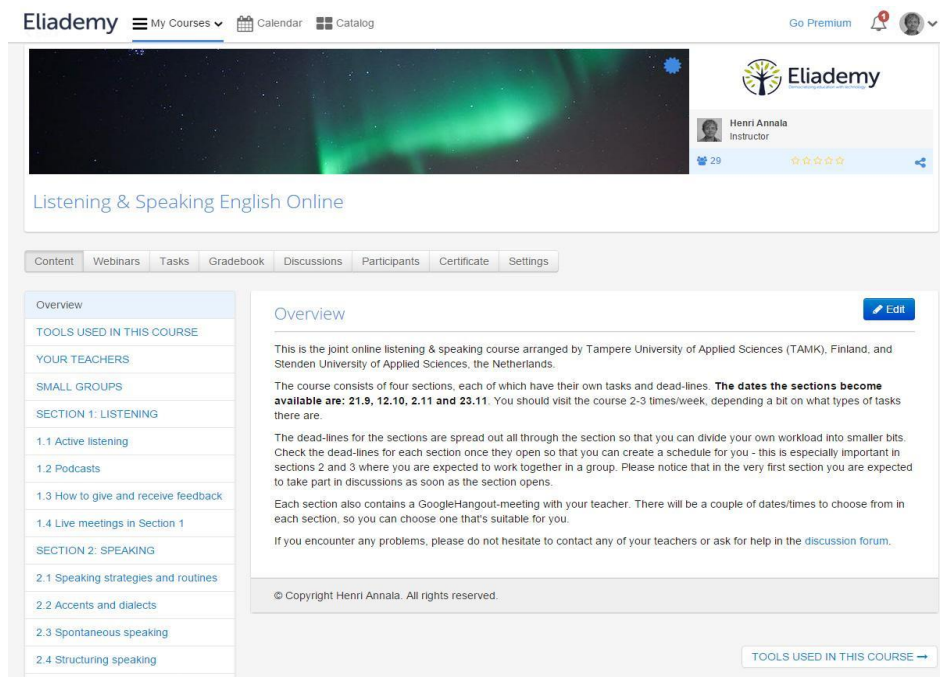 Eliademy
My Courses
Calendar
Catalog
Go Premium
1
Eliademy
Democratizing education with technology
Henri Annala
Instructor
29
Listening & Speaking English Online
Content
Webinars
Tasks
Gradebook
Discussions
Participants
Certificate
Settings
Overview
TOOLS USED IN THIS COURSE
YOUR TEACHERS
SMALL GROUPS
SECTION 1: LISTENING
1.1 Active listening
1.2 Podcasts
1.3 How to give and receive feedback
1.4 Live meetings in Section 1
SECTION 2: SPEAKING
2.1 Speaking strategies and routines
2.2 Accents and dialects
2.3 Spontaneous speaking
2.4 Structuring speaking
Overview
Edit
This is the joint online listening & speaking course arranged by Tampere University of Applied Sciences (TAMK), Finland, and
Stenden University of Applied Sciences, the Netherlands.
The course consists of four sections, each of which have their own tasks and dead-lines. The dates the sections become
available are: 21.9, 12.10, 2.11 and 23.11. You should visit the course 2-3 times/week, depending a bit on what types of tasks
there are.
The dead-lines for the sections are spread out all through the section so that you can divide your own workload into smaller bits.
Check the dead-lines for each section once they open so that you can create a schedule for you - this is especially important in
sections 2 and 3 where you are expected to work together in a group. Please notice that in the very first section you are expected
to take part in discussions as soon as the section opens.
Each section also contains a GoogleHangout-meeting with your teacher. There will be a couple of dates/times to choose from in
each section, so you can choose one that's suitable for you.
If you encounter any problems, please do not hesitate to contact any of your teachers or ask for help in the discussion forum.
© Copyright Henri Annala. All rights reserved.
TOOLS USED IN THIS COURSE